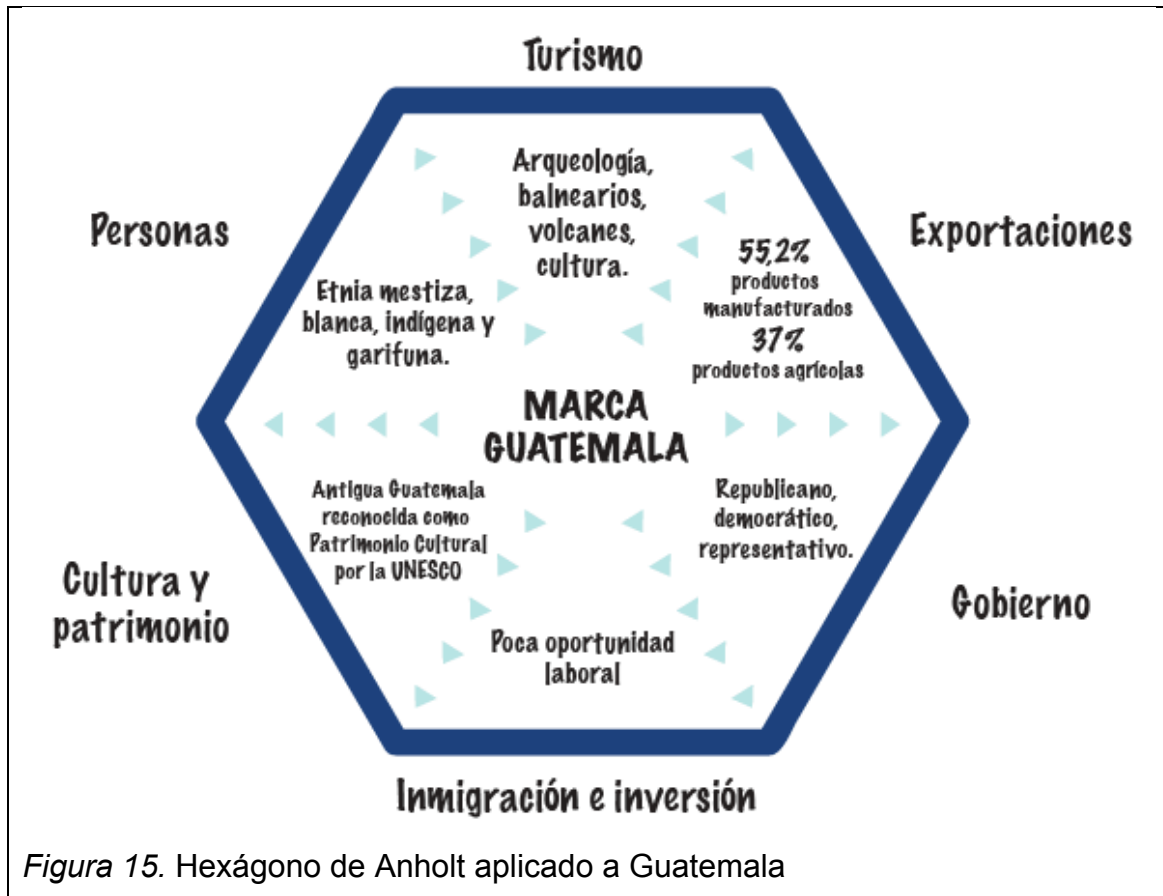 Turismo
Arqueología,
balnearios,
volcanes,
cultura.
Personas
Etnia mestiza,
blanca, indígena y
garifuna.
Exportaciones
55,2%
productos
manufacturados
37%
productos agrícolas
MARCA
GUATEMALA
Antigua Guatemala
reconocida como
Patrimonio Cultural
por la UNESCO
Cultura y
patrimonio
Republicano,
democrático,
representativo.
Gobierno
Poca oportunidad
laboral
Inmigración e inversión
Figura 15. Hexágono de Anholt aplicado a Guatemala